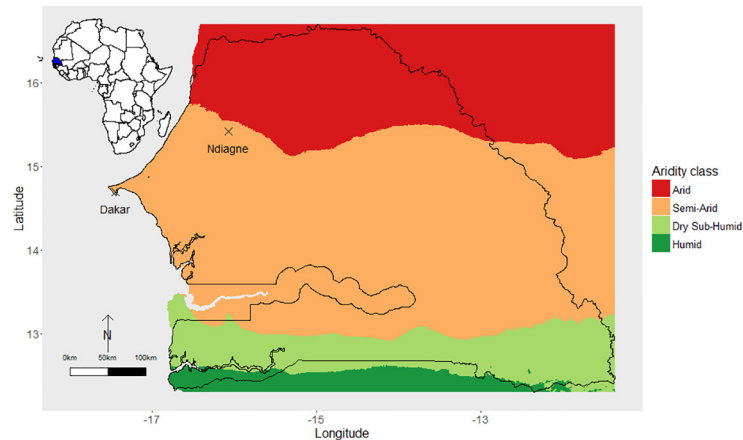 16
15
14
13
Latitude
Ndiagne
Dakar
N
0km 50km 100km
-17
-15
-13
Longitude
Aridity class
Arid
Semi-Arid
Dry Sub-Humid
Humid